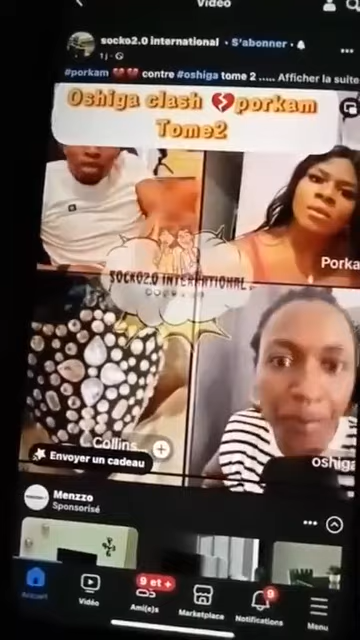 Vidéo
socko2.0 international · S'abonner ·
1 j ·
#porkam 💔💔 contre #oshiga tome 2 ..... Afficher la suite
Oshiga clash 💔porkam
Tome2
Porka
SOCKO2.0 INTERNATIONAL
Collins
Envoyer un cadeau
oshiga
Menzzo
Sponsorisé
9 et +
9
Accueil
Vidéo
Ami(e)s
Marketplace
Notifications
Menu